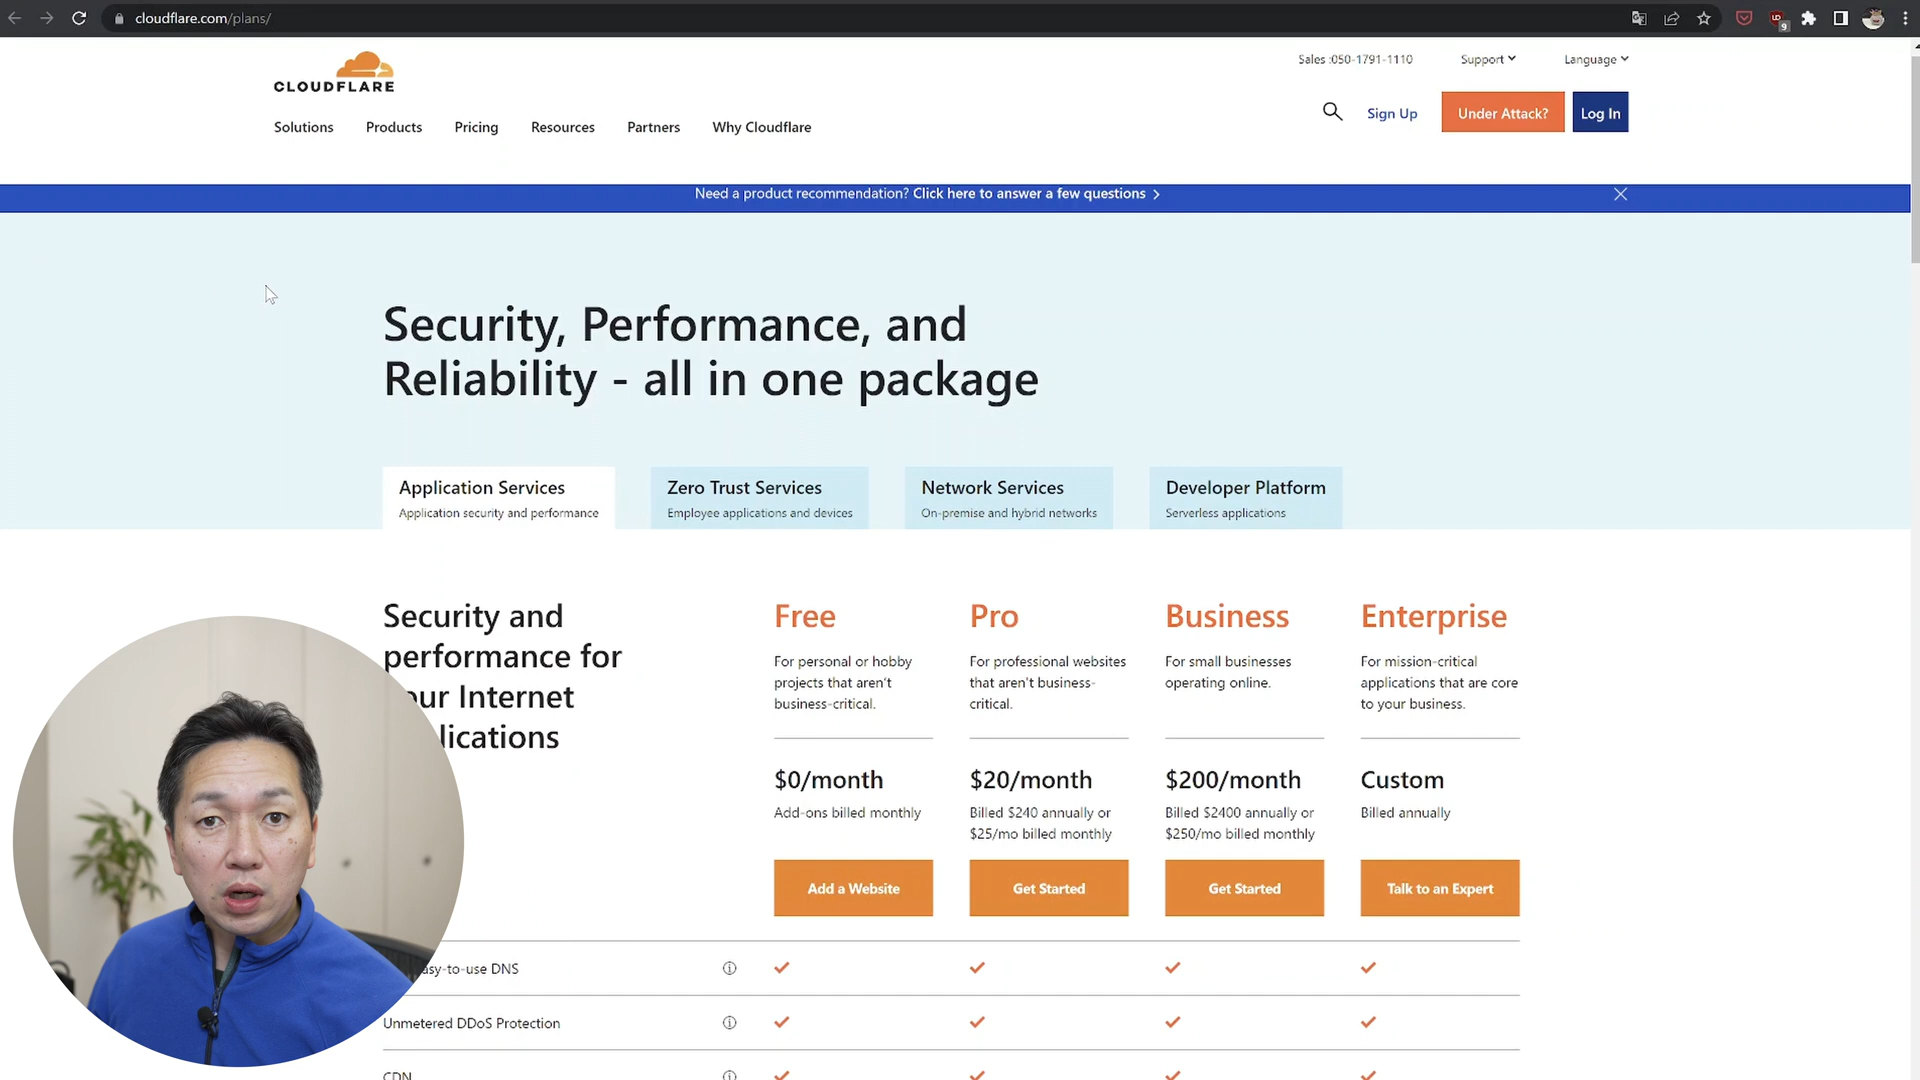 cloudflare.com/plans/
9
CLOUDFLARE
Sales :050-1791-1110
Support
Language
Solutions
Products
Pricing
Resources
Partners
Why Cloudflare
Sign Up
Under Attack?
Log In
Need a product recommendation? Click here to answer a few questions
Security, Performance, and
Reliability - all in one package
Application Services
Application security and performance
Zero Trust Services
Employee applications and devices
Network Services
On-premise and hybrid networks
Developer Platform
Serverless applications
Security and
performance for
our Internet
lications
Free
For personal or hobby
projects that aren't
business-critical.
$0/month
Add-ons billed monthly
Add a Website
Pro
For professional websites
that aren't business-
critical.
$20/month
Billed $240 annually or
$25/mo billed monthly
Get Started
Business
For small businesses
operating online.
$200/month
Billed $2400 annually or
$250/mo billed monthly
Get Started
Enterprise
For mission-critical
applications that are core
to your business.
Custom
Billed annually
Talk to an Expert
sy-to-use DNS
Unmetered DDoS Protection
CDN